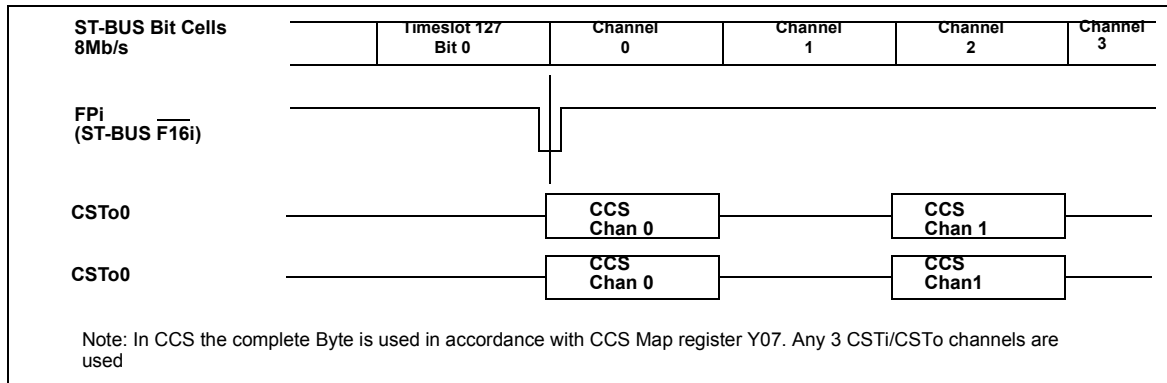 ST-BUS Bit Cells
8Mb/s
Timeslot 127
Bit 0
Channel
0
Channel
1
Channel
2
Channel
3
FPi
(ST-BUS F16i)
CSTo0
CCS
Chan 0
CCS
Chan 1
CSTo0
CCS
Chan 0
CCS
Chan1
Note: In CCS the complete Byte is used in accordance with CCS Map register Y07. Any 3 CSTi/CSTo channels are
used